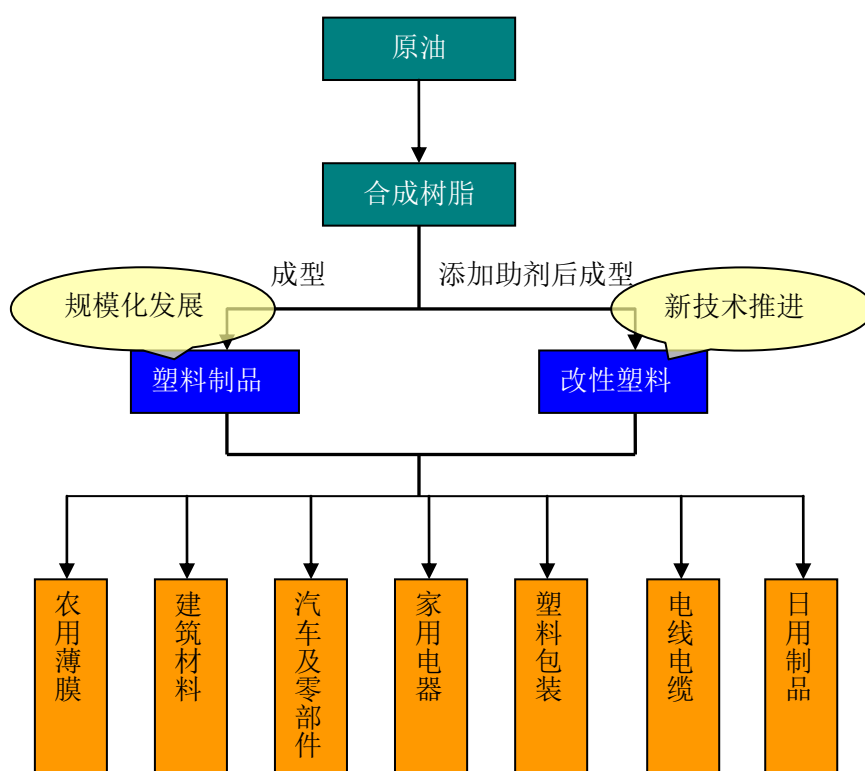 原油
合成树脂
成型
添加助剂后成型
规模化发展
新技术推进
塑料制品
改性塑料
农用薄膜
建筑材料
汽车及零部件
家用电器
塑料包装
电线电缆
日用制品